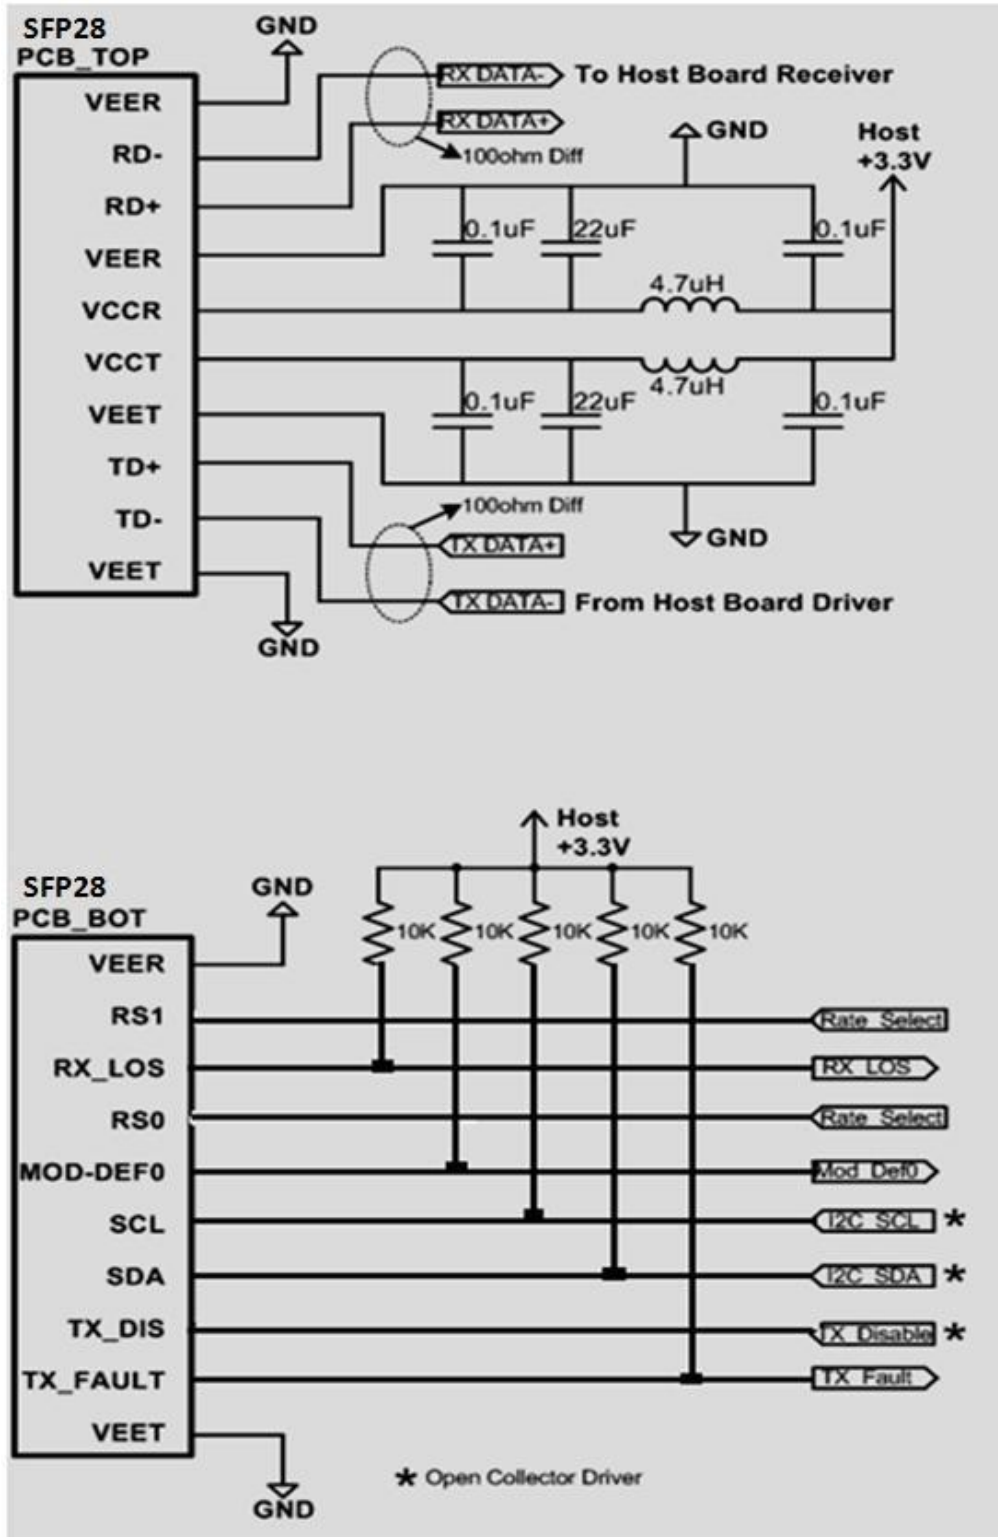 SFP28
PCB_TOP
GND
VEER
RD-
RD+
VEER
VCCR
VCCT
VEET
TD+
TD-
VEET
GND
RX DATA- To Host Board Receiver
RX DATA+
100ohm Diff
GND
Host
+3.3V
0.1uF 22uF 0.1uF
4.7uH
4.7uH
0.1uF 22uF 0.1uF
100ohm Diff
GND
TX DATA+
TX DATA- From Host Board Driver
Host
+3.3V
SFP28
PCB_BOT
GND
10K 10K 10K 10K 10K
VEER
RS1 Rate Select
RX_LOS RX LOS
RS0 Rate Select
MOD-DEF0 Mod Def0
SCL I2C SCL *
SDA I2C SDA *
TX_DIS TX Disable *
TX_FAULT TX Fault
VEET
GND
* Open Collector Driver